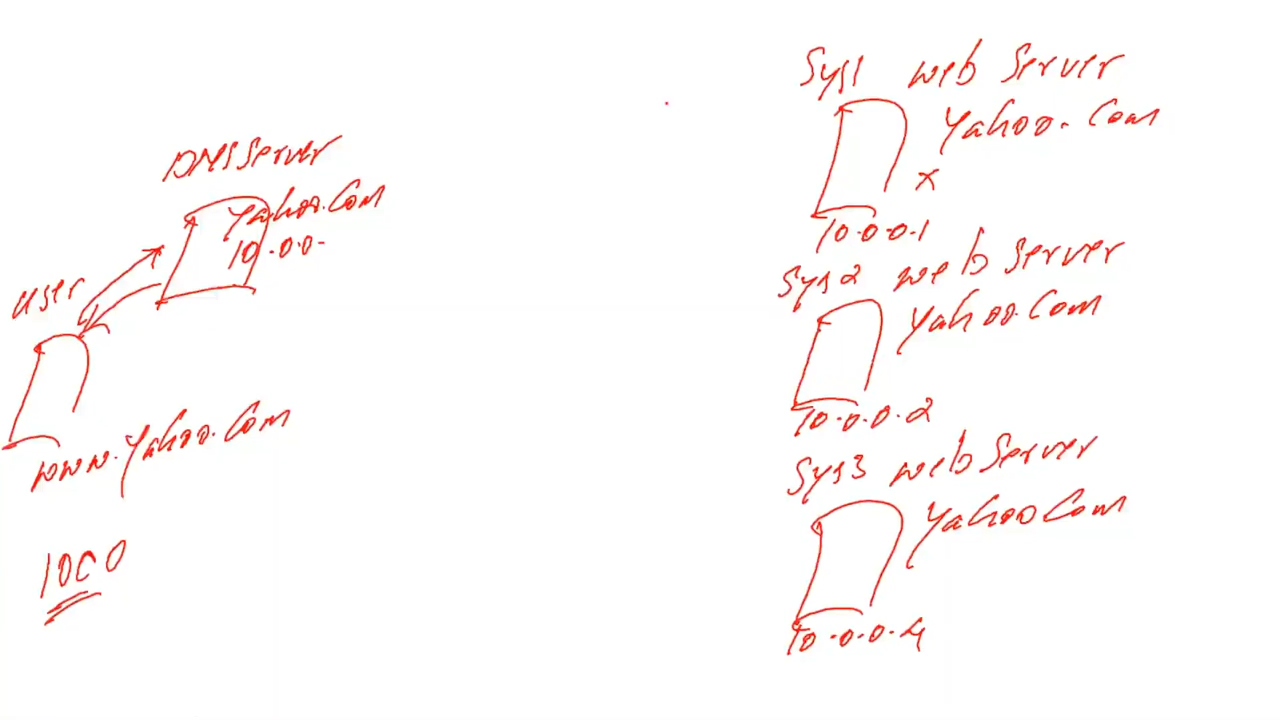 Sys1 web Server
Yahoo.Com
x
10.0.0.1
DNS Server
Yahoo.Com
10.0.0.
User
www.Yahoo.Com
1000
Sys2 web Server
Yahoo.Com
10.0.0.2
Sys3 web Server
Yahoo Com
10.0.0.4